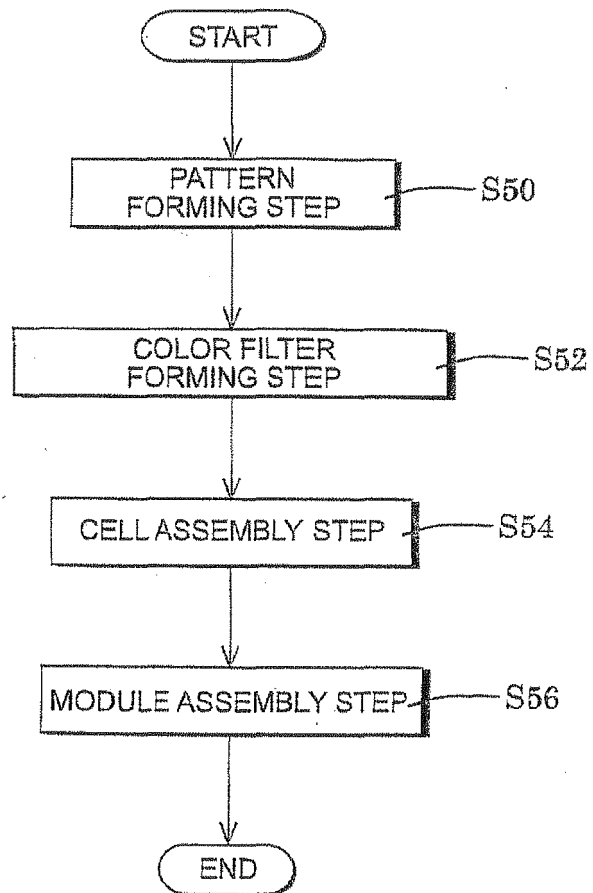 START
PATTERN
FORMING STEP
S50
COLOR FILTER
FORMING STEP
S52
CELL ASSEMBLY STEP
S54
MODULE ASSEMBLY STEP
S56
END